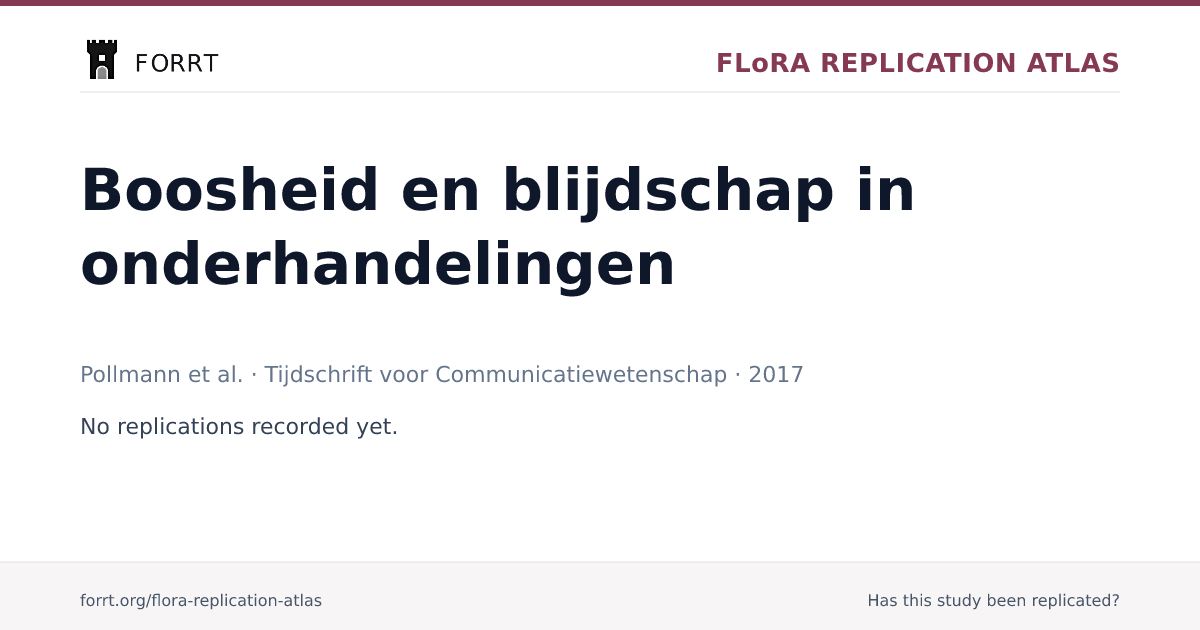 FORRT
FLoRA REPLICATION ATLAS
Boosheid en blijdschap in
onderhandelingen
Pollmann et al. · Tijdschrift voor Communicatiewetenschap · 2017
No replications recorded yet.
forrt.org/flora-replication-atlas
Has this study been replicated?